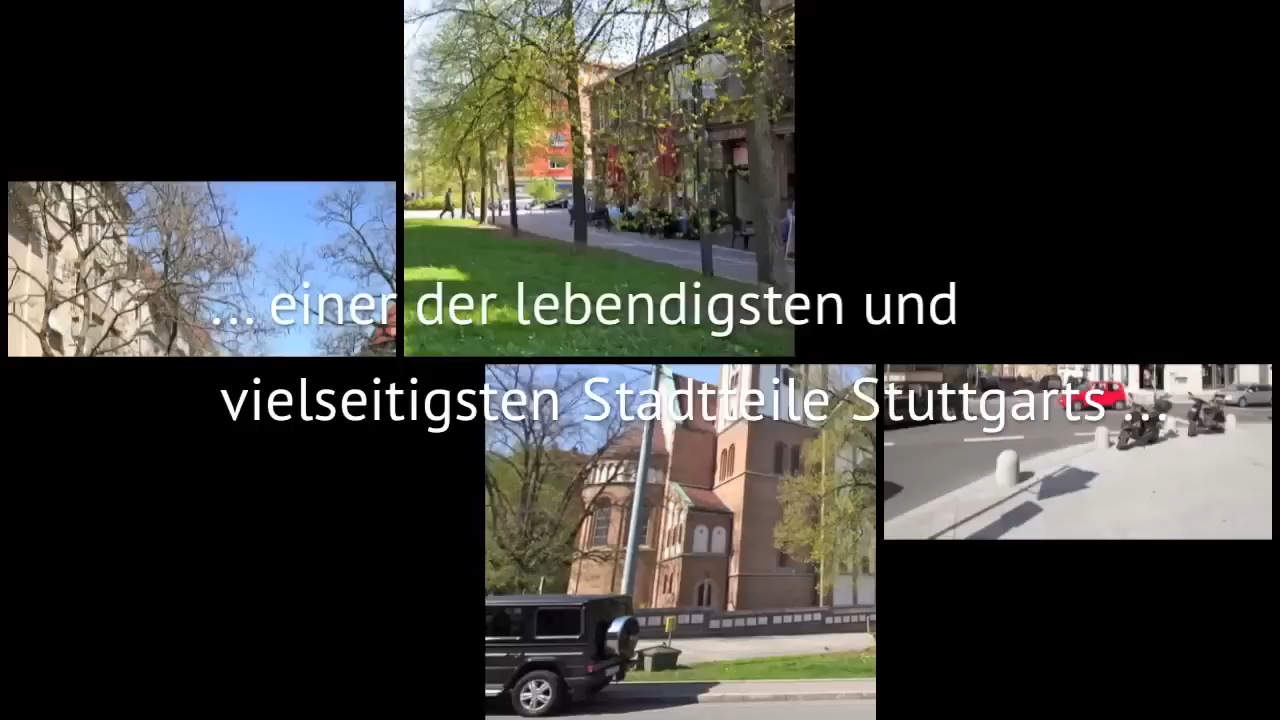 ... einer der lebendigsten und
vielseitigsten Stadtteile Stuttgarts ...